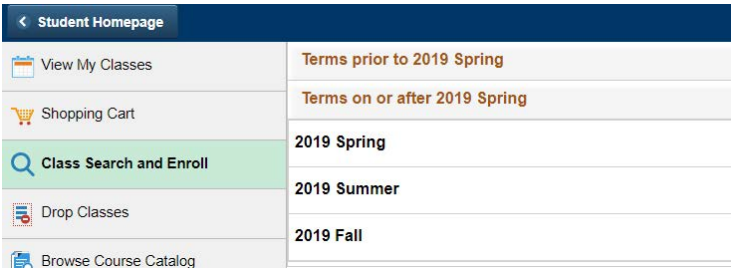 Student Homepage
View My Classes
Shopping Cart
Class Search and Enroll
Drop Classes
Browse Course Catalog
Terms prior to 2019 Spring
Terms on or after 2019 Spring
2019 Spring
2019 Summer
2019 Fall